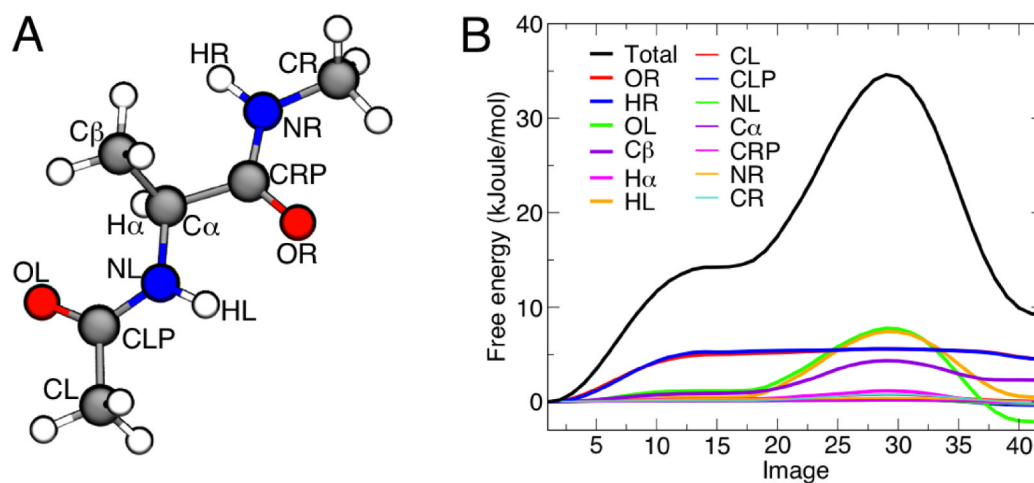 A
HR
CR
Cβ
NR
CRP
Hα
Cα
OR
NL
OL
HL
CLP
CL
B
Free energy (kJoule/mol)
40
30
20
10
0
Total
OR
HR
OL
Cβ
Hα
HL
CL
CLP
NL
Cα
CRP
NR
CR
5
10
15
20
25
30
35
40
Image